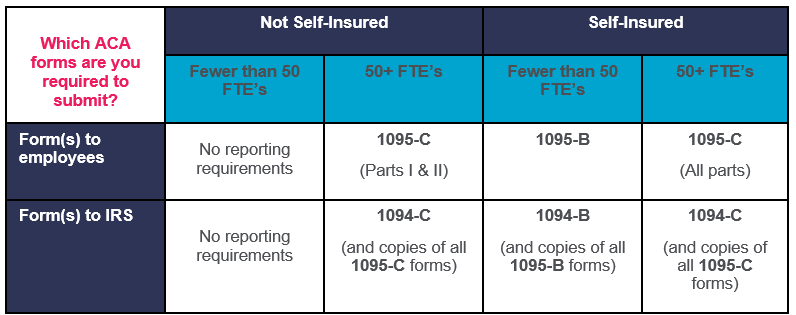 Which ACA
forms are you
required to
submit?
Not Self-Insured
Self-Insured
Fewer than 50
FTE's
50+ FTE's
Fewer than 50
FTE's
50+ FTE's
Form(s) to
employees
No reporting
requirements
1095-C
(Parts I & II)
1095-B
1095-C
(All parts)
Form(s) to IRS
No reporting
requirements
1094-C
(and copies of all
1095-C forms)
1094-B
(and copies of all
1095-B forms)
1094-C
(and copies of
all 1095-C
forms)